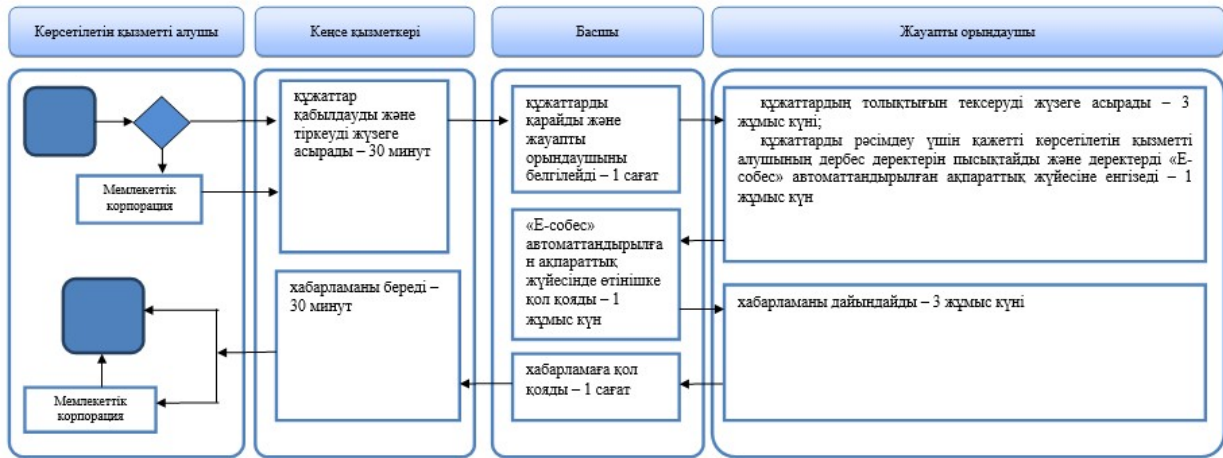 Көрсетілетін қызметті алушы
Кеңсе қызметкері
Басшы
Жауапты орындаушы
Мемлекеттік
корпорация
құжаттар
қабылдауды және
тіркеуді жүзеге
асырады – 30 минут
құжаттарды
қарайды және
жауапты
орындаушыны
белгілейді – 1 сағат
құжаттардың толықтығын тексеруді жүзеге асырады – 3
жұмыс күні;
құжаттарды рәсімдеу үшін қажетті көрсетілетін қызметті
алушының дербес деректерін пысықтайды және деректерді «Е-
собес» автоматтандырылған ақпараттық жүйесіне енгізеді – 1
жұмыс күн
«Е-собес»
автоматтандырылға
н ақпараттық
жүйесінде өтінішке
қол қояды – 1
жұмыс күн
хабарламаны дайындайды – 3 жұмыс күні
хабарламаға қол
қояды – 1 сағат
хабарламаны береді –
30 минут
Мемлекеттік
корпорация